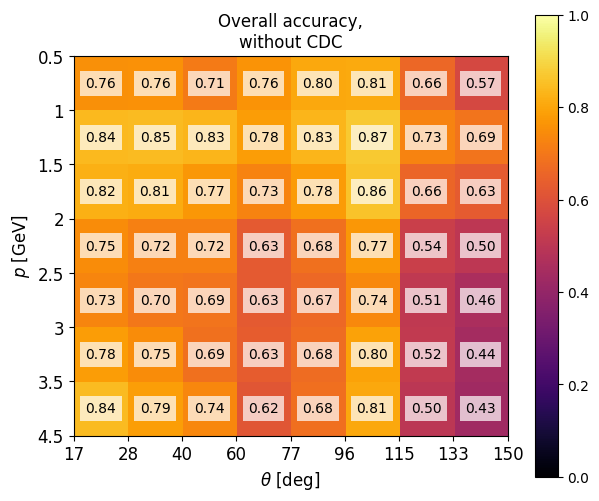 Overall accuracy,
without CDC
1.0
0.5
0.76 0.76 0.71 0.76 0.80 0.81 0.66 0.57
1
0.84 0.85 0.83 0.78 0.83 0.87 0.73 0.69
0.8
1.5
0.82 0.81 0.77 0.73 0.78 0.86 0.66 0.63
2
0.6
0.75 0.72 0.72 0.63 0.68 0.77 0.54 0.50
p [GeV]
2.5
0.73 0.70 0.69 0.63 0.67 0.74 0.51 0.46
0.4
3
0.78 0.75 0.69 0.63 0.68 0.80 0.52 0.44
3.5
0.2
0.84 0.79 0.74 0.62 0.68 0.81 0.50 0.43
4.5
17 28 40 60 77 96 115 133 150
0.0
θ [deg]